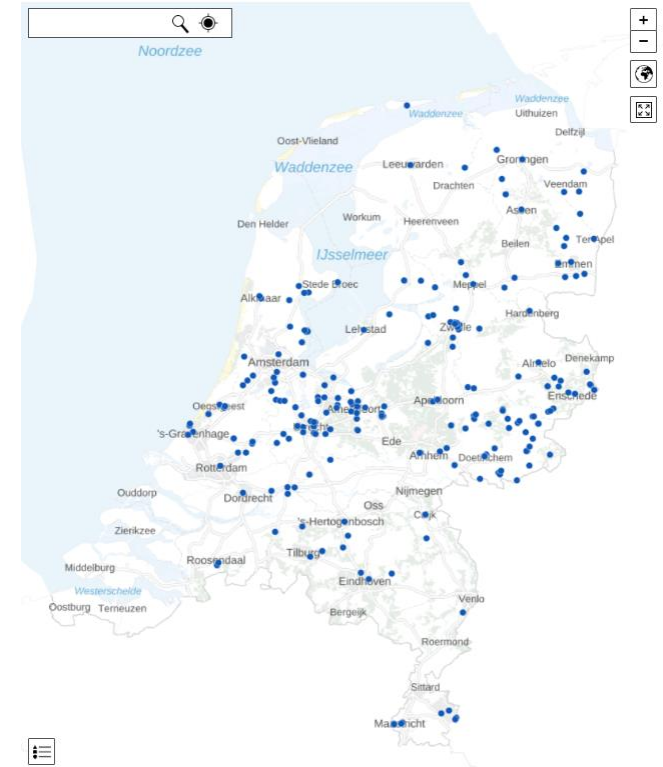 +
−
Noordzee
Waddenzee
Waddenzee
Uithuizen
Delfzijl
Oost-Vlieland
Waddenzee
Leeuwarden
Groningen
Drachten
Veendam
Assen
Den Helder
Workum
Heerenveen
Ter Apel
Beilen
IJsselmeer
Emmen
Stede Broec
Meppel
Alkmaar
Hardenberg
Lelystad
Zwolle
Amsterdam
Almelo
Denekamp
Enschede
Oegstgeest
Apeldoorn
Amersfoort
's-Gravenhage
Utrecht
Ede
Arnhem
Doetinchem
Rotterdam
Ouddorp
Dordrecht
Nijmegen
Oss
Cuijk
's-Hertogenbosch
Zierikzee
Tilburg
Roosendaal
Middelburg
Eindhoven
Westerschelde
Oostburg
Terneuzen
Bergeijk
Venlo
Roermond
Sittard
Maastricht